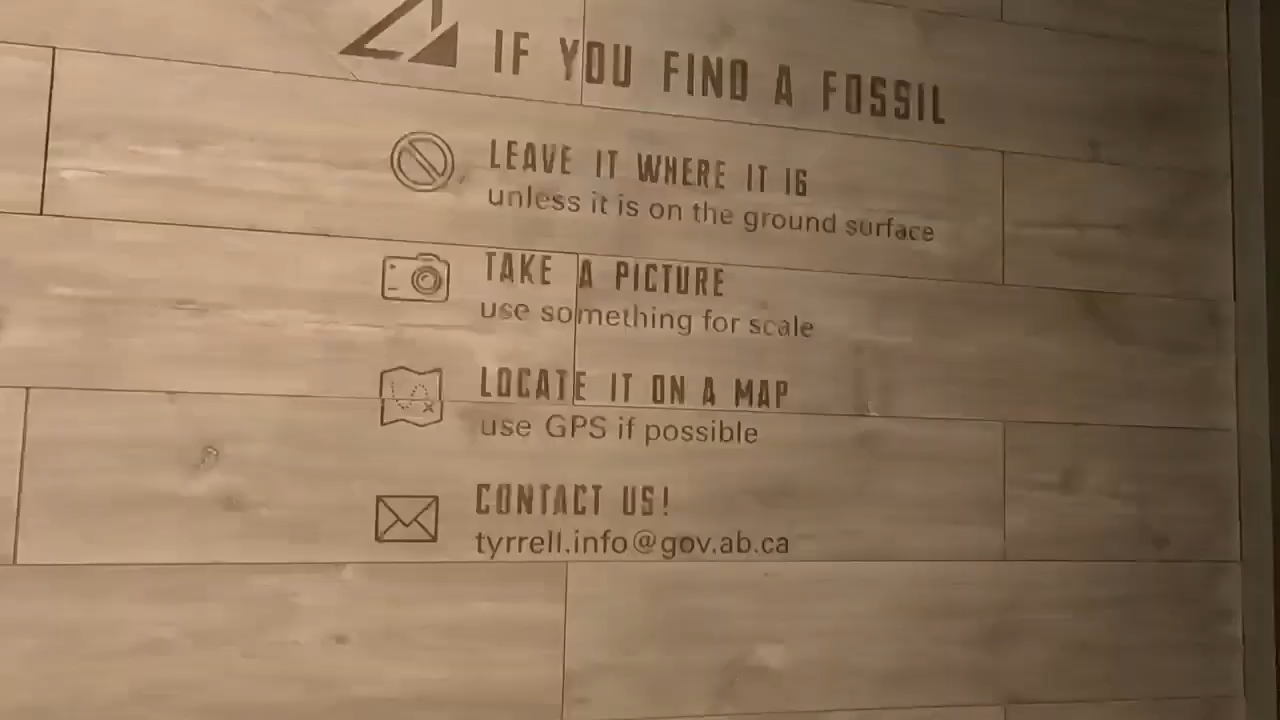 IF YOU FIND A FOSSIL
LEAVE IT WHERE IT IS
unless it is on the ground surface
TAKE A PICTURE
use something for scale
LOCATE IT ON A MAP
use GPS if possible
CONTACT US!
tyrrell.info@gov.ab.ca